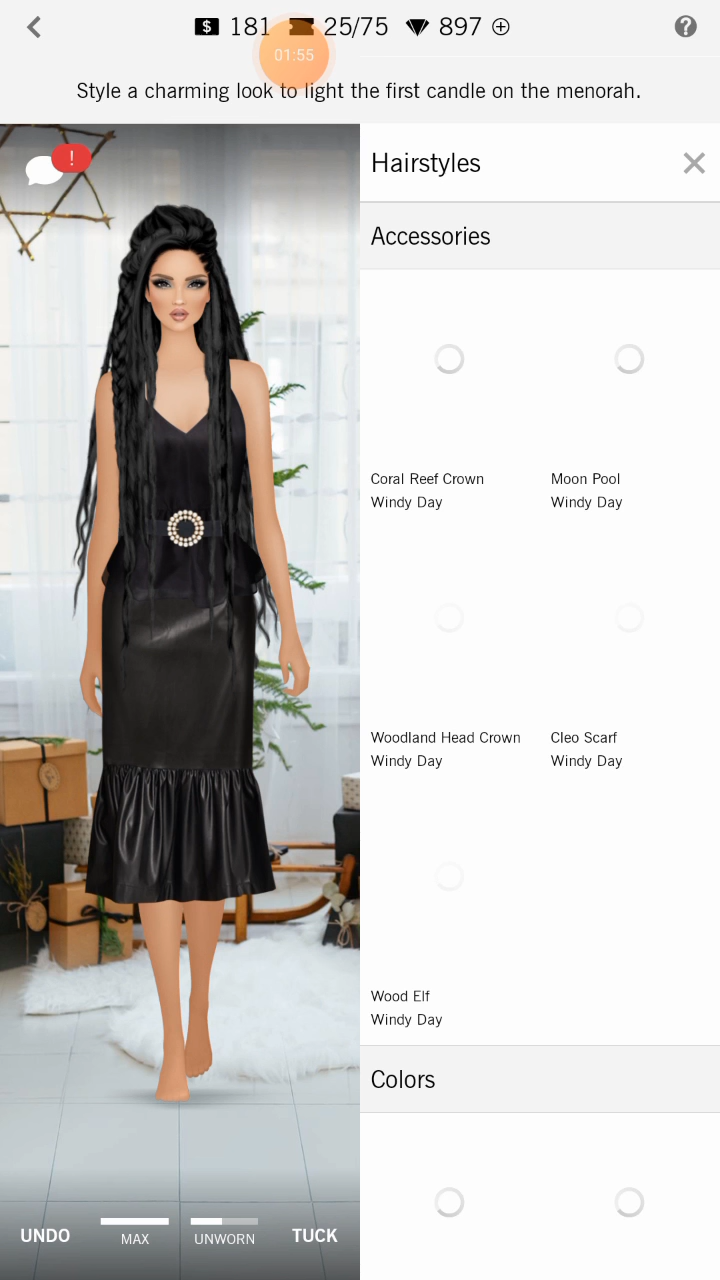 $ 181 25/75 897
01:55
Style a charming look to light the first candle on the menorah.
!
Hairstyles
Accessories
Coral Reef Crown
Windy Day
Moon Pool
Windy Day
Woodland Head Crown
Windy Day
Cleo Scarf
Windy Day
Wood Elf
Windy Day
Colors
UNDO
MAX
UNWORN
TUCK